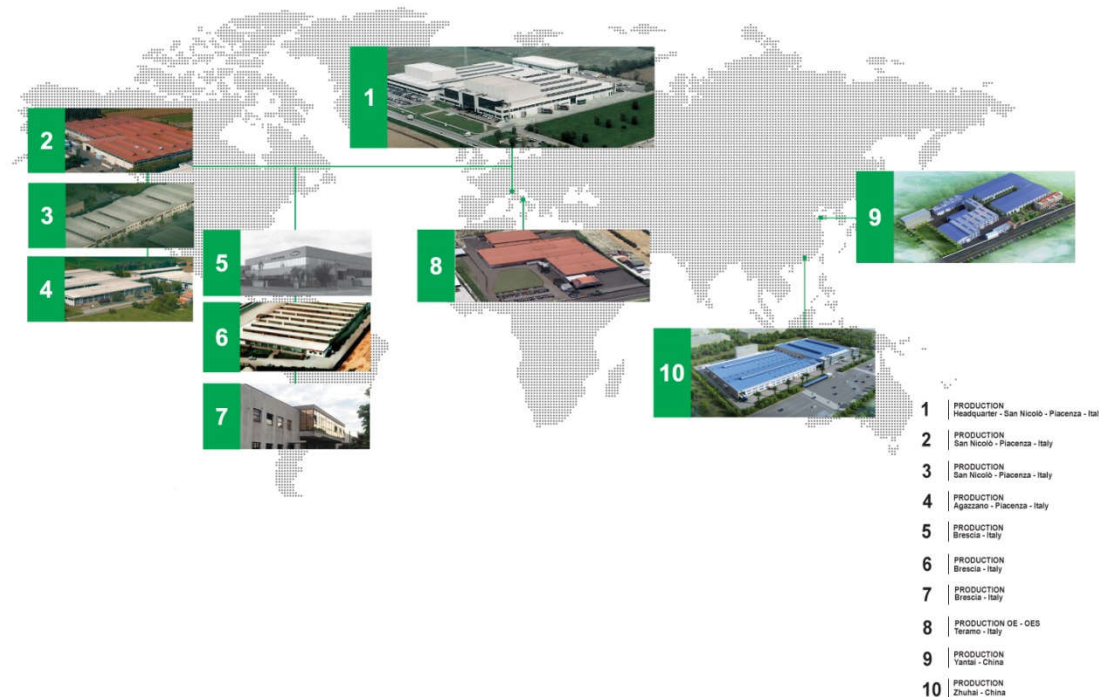 1
2
3
4
5
6
7
8
9
10
1 PRODUCTION
Headquarter - San Nicolò - Piacenza - Ital
2 PRODUCTION
San Nicolò - Piacenza - Italy
3 PRODUCTION
San Nicolò - Piacenza - Italy
4 PRODUCTION
Agazzano - Piacenza - Italy
5 PRODUCTION
Brescia - Italy
6 PRODUCTION
Brescia - Italy
7 PRODUCTION
Brescia - Italy
8 PRODUCTION OE - OES
Teramo - Italy
9 PRODUCTION
Yantai - China
10 PRODUCTION
Zhuhai - China